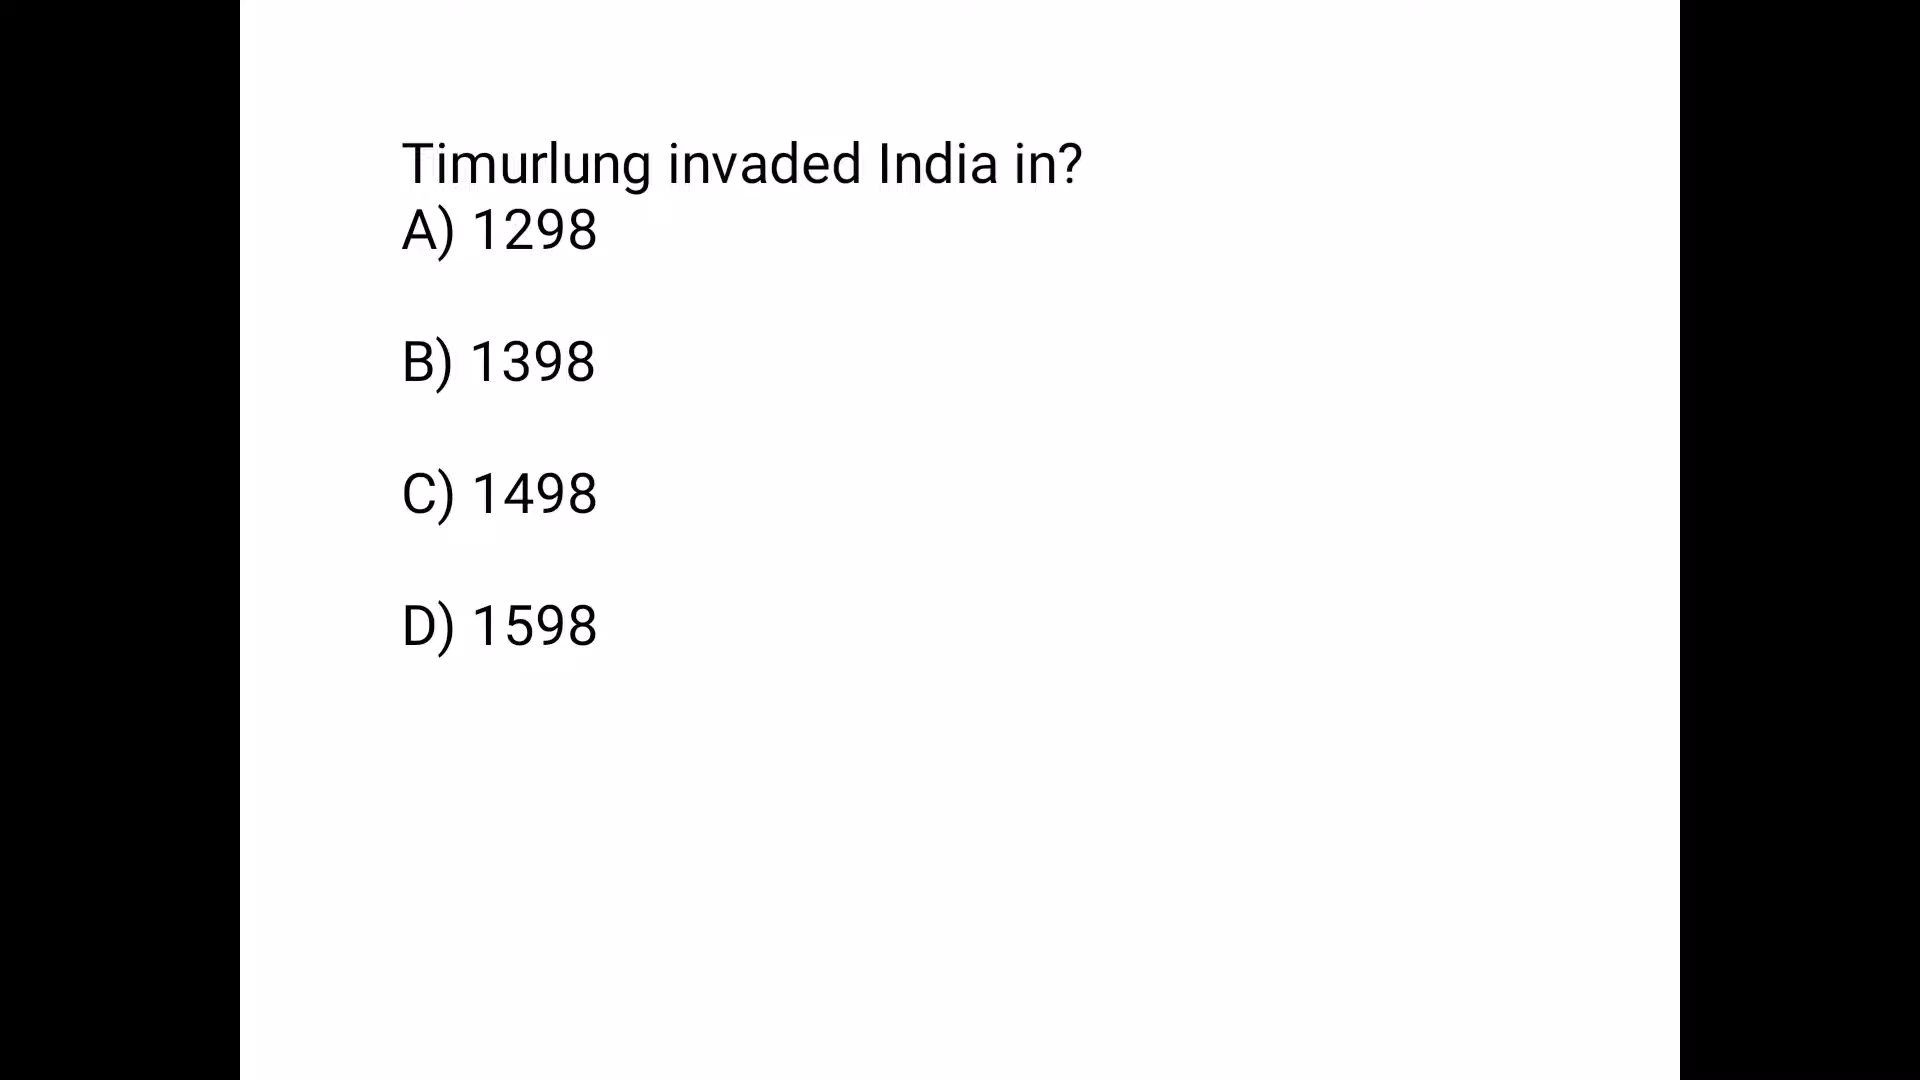 Timurlung invaded India in?
A) 1298
B) 1398
C) 1498
D) 1598